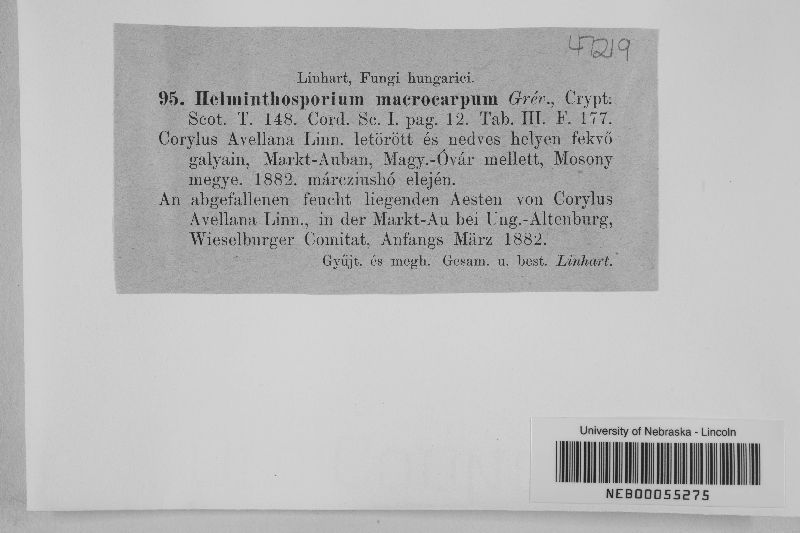 47219
Linhart, Fungi hungarici.
95. Helminthosporium macrocarpum Grév., Crypt:
Scot. T. 148. Cord. Sc. I. pag. 12. Tab. III. F. 177.
Corylus Avellana Linn. letörött és nedves helyen fekvő
galyain, Markt-Auban, Magy.-Óvár mellett, Mosony
megye. 1882. márcziushó elején.
An abgefallenen feucht liegenden Aesten von Corylus
Avellana Linn., in der Markt-Au bei Ung.-Altenburg,
Wieselburger Comitat, Anfangs März 1882.
Gyűjt. és megh. Gesam. u. best. Linhart.
University of Nebraska - Lincoln
NEB00055275